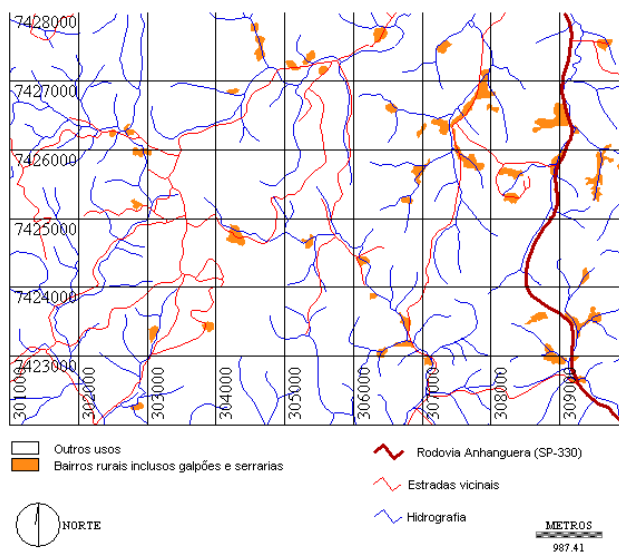 7428000
7427000
7426000
7425000
7424000
7423000
301000
302000
303000
304000
305000
306000
307000
308000
309000
Outros usos
Bairros rurais inclusos galpões e serrarias
Rodovia Anhanguera (SP-330)
Estradas vicinais
Hidrografia
NORTE
METROS
987.41